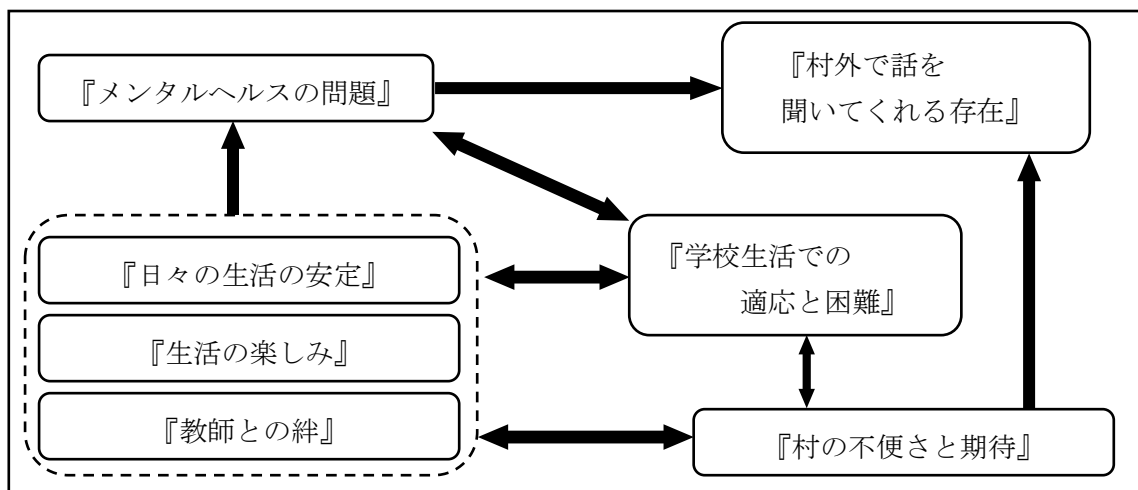 『メンタルヘルスの問題』
『村外で話を
聞いてくれる存在』
『日々の生活の安定』
『生活の楽しみ』
『教師との絆』
『学校生活での
適応と困難』
『村の不便さと期待』